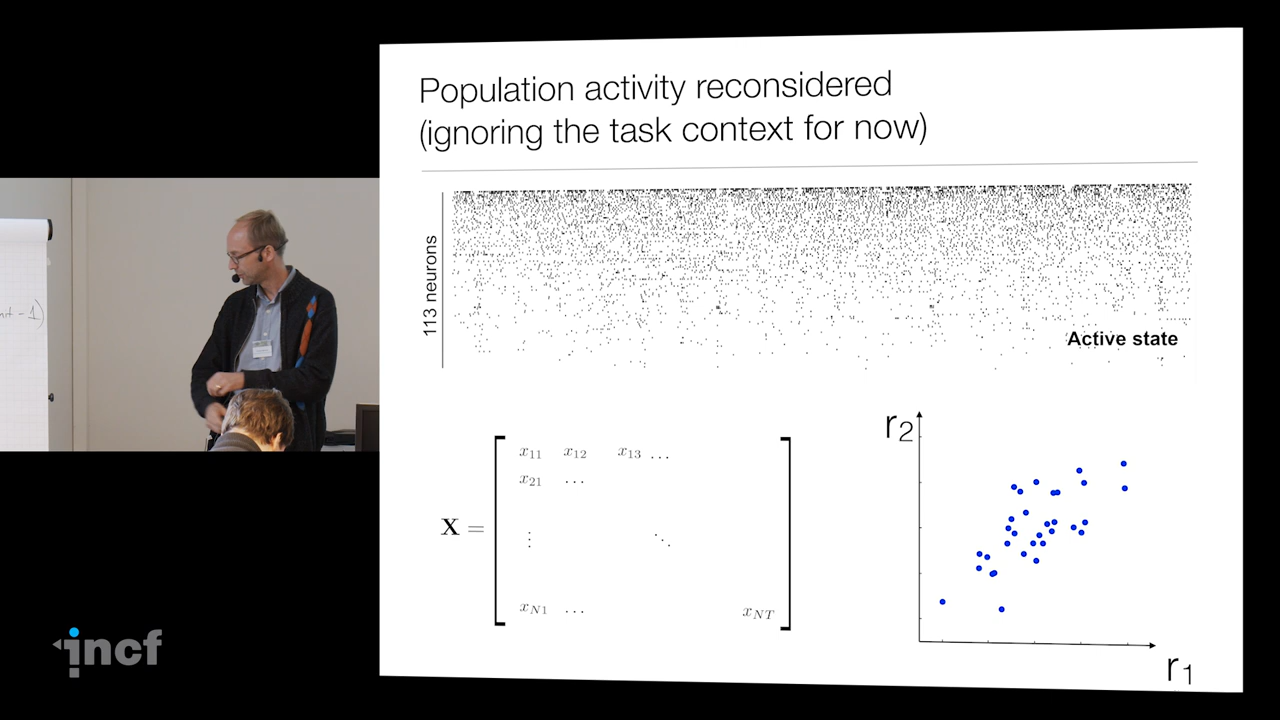 Population activity reconsidered
(ignoring the task context for now)
113 neurons
Active state
x11 x12 x13 ...
x21 ...
X =
⋮ ⋱
xN1 ... xNT
r2
r1
incf